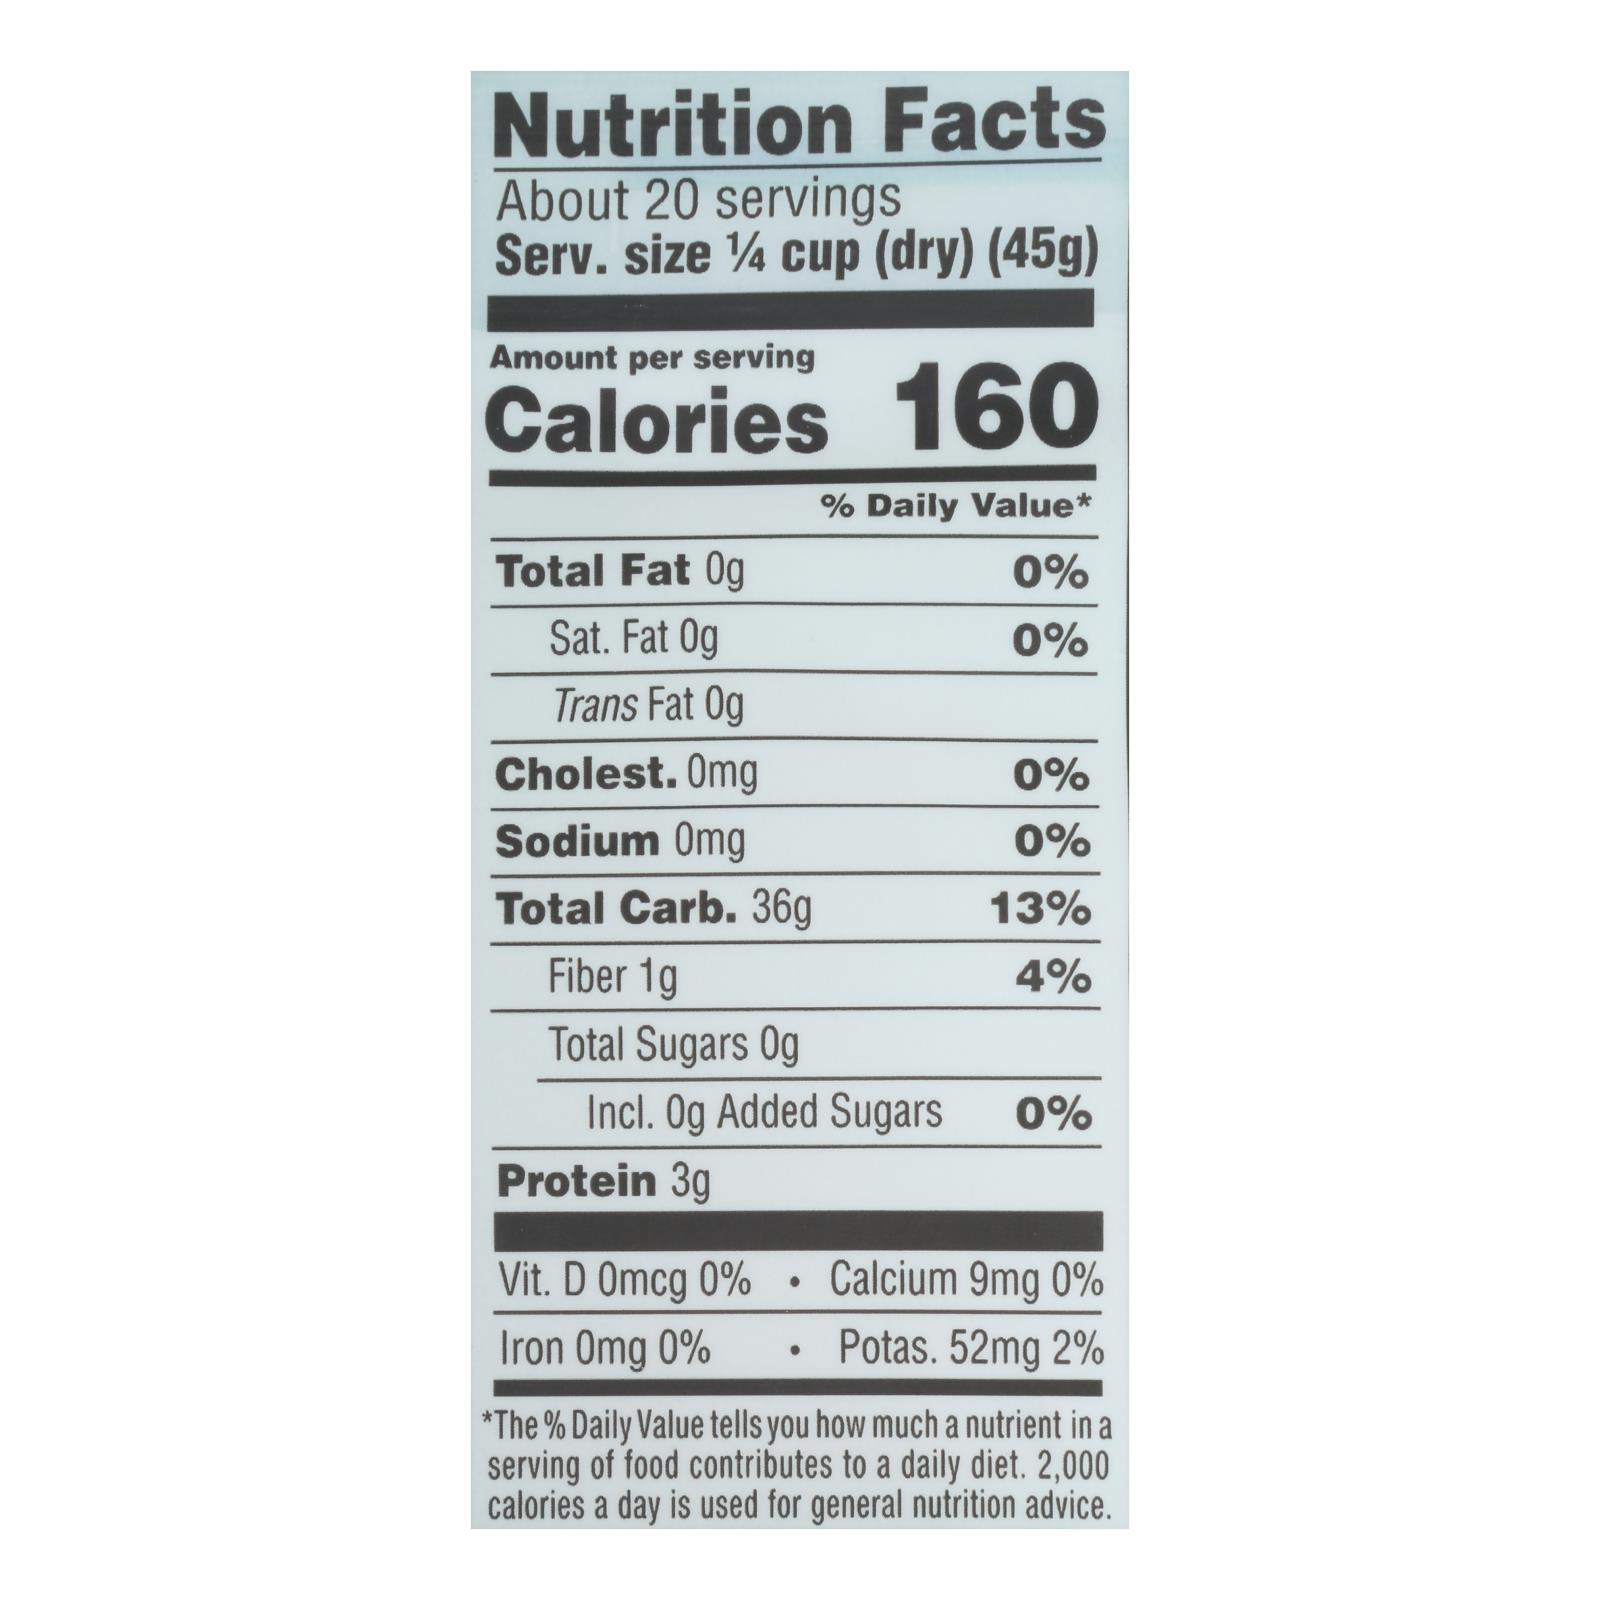 Nutrition Facts
About 20 servings
Serv. size ¼ cup (dry) (45g)
Amount per serving
Calories 160
% Daily Value*
Total Fat 0g 0%
Sat. Fat 0g 0%
Trans Fat 0g
Cholest. 0mg 0%
Sodium 0mg 0%
Total Carb. 36g 13%
Fiber 1g 4%
Total Sugars 0g
Incl. 0g Added Sugars 0%
Protein 3g
Vit. D 0mcg 0% • Calcium 9mg 0%
Iron 0mg 0% • Potas. 52mg 2%
*The % Daily Value tells you how much a nutrient in a
serving of food contributes to a daily diet. 2,000
calories a day is used for general nutrition advice.